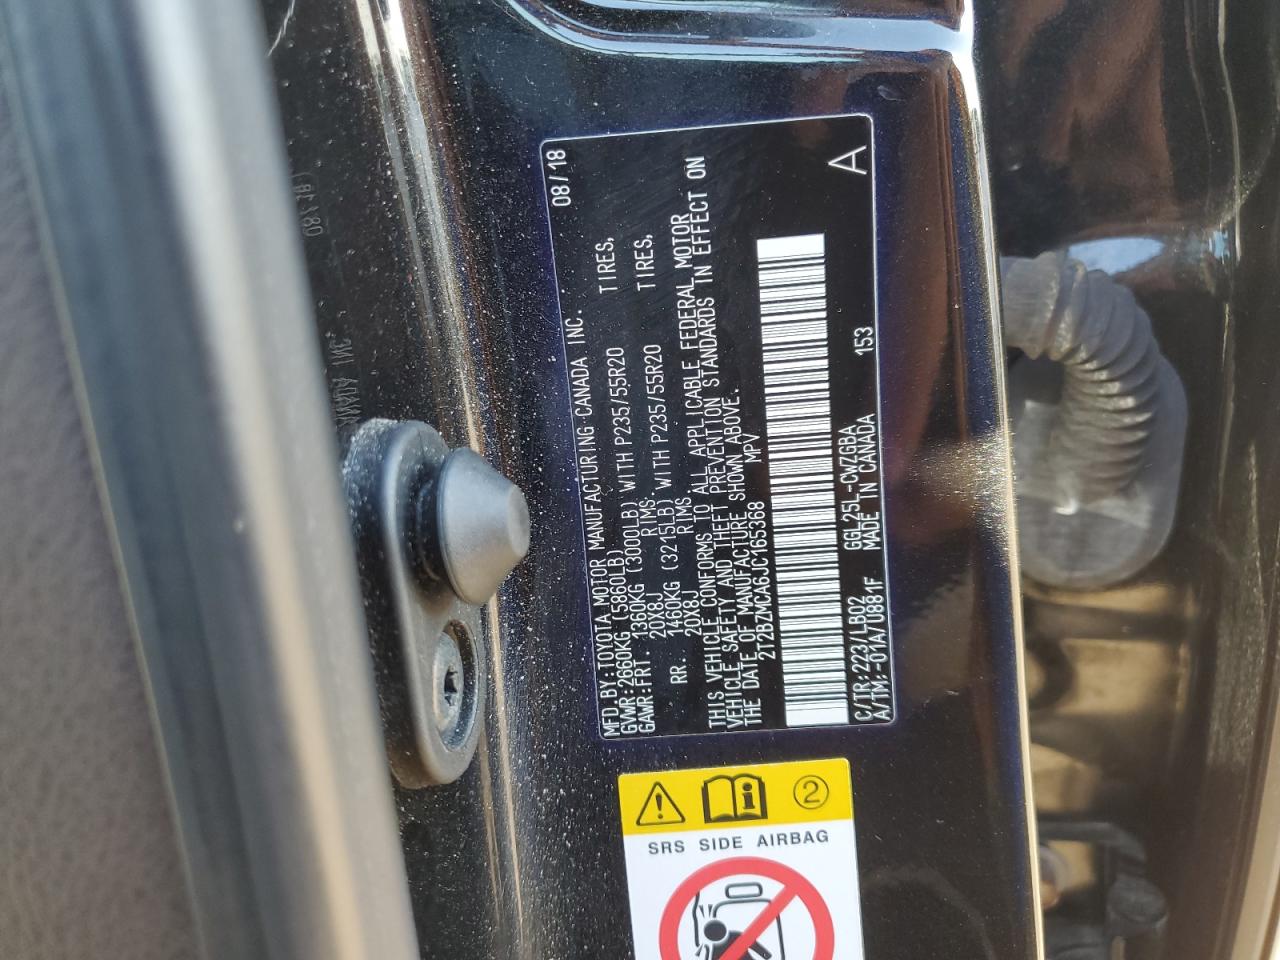 MFD.BY:TOYOTA MOTOR MANUFACTURING CANADA INC. 08/18
GVWR:2660KG (5860LB)
GAWR:FRT. 1360KG (3000LB) WITH P235/55R20 TIRES,
20X8J RIMS.
RR. 1460KG (3215LB) WITH P235/55R20 TIRES,
20X8J RIMS
THIS VEHICLE CONFORMS TO ALL APPLICABLE FEDERAL MOTOR
VEHICLE SAFETY AND THEFT PREVENTION STANDARDS IN EFFECT ON
THE DATE OF MANUFACTURE SHOWN ABOVE.
2T2BZMCA6JC165368 MPV
C/TR:223/LB02 GGL25L-CWZGBA
A/TM:-01A/U881F MADE IN CANADA 153 A
2
SRS SIDE AIRBAG